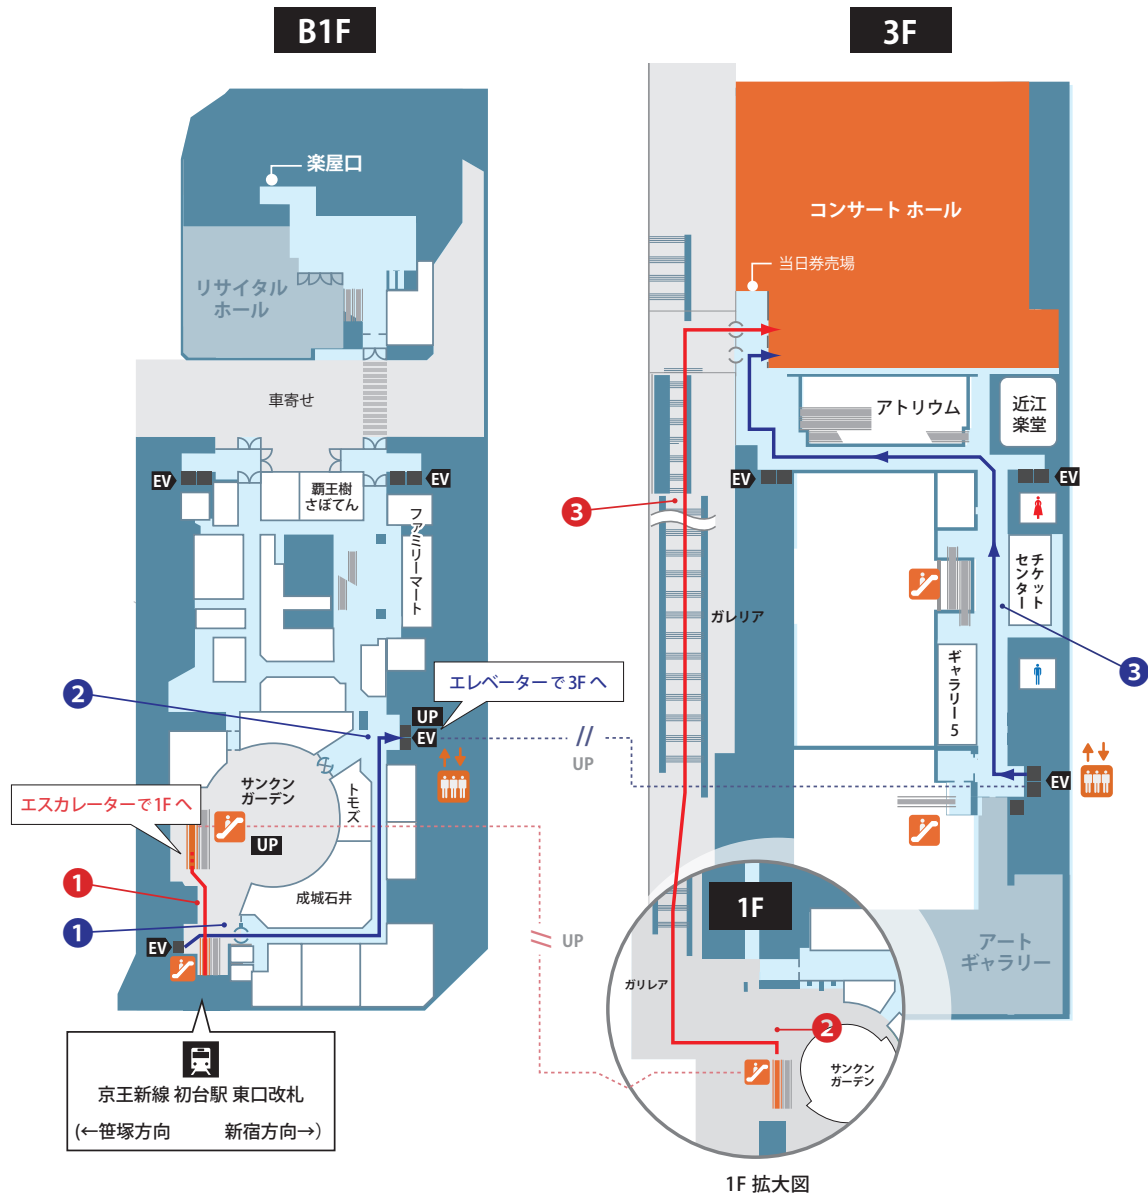 B1F
3F
楽屋口
リサイタル
ホール
車寄せ
EV
EV
覇王樹
さぼてん
ファミリーマート
2
エレベーターで 3F へ
UP
EV
サンクン
ガーデン
トモズ
エスカレーターで 1F へ
UP
1
成城石井
1
EV
京王新線 初台駅 東口改札
(←笹塚方向 新宿方向→)
//
UP
//
UP
コンサート ホール
当日券売場
アトリウム
近江
楽堂
EV
EV
3
チケット
センター
ガレリア
ギャラリー 5
3
EV
1F
アート
ギャラリー
ガリレア
2
サンクン
ガーデン
1F 拡大図